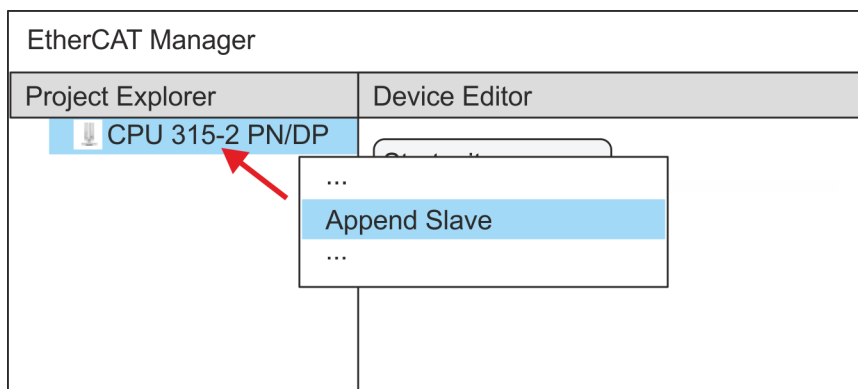 EtherCAT Manager
Project Explorer
Device Editor
CPU 315-2 PN/DP
...
Append Slave
...